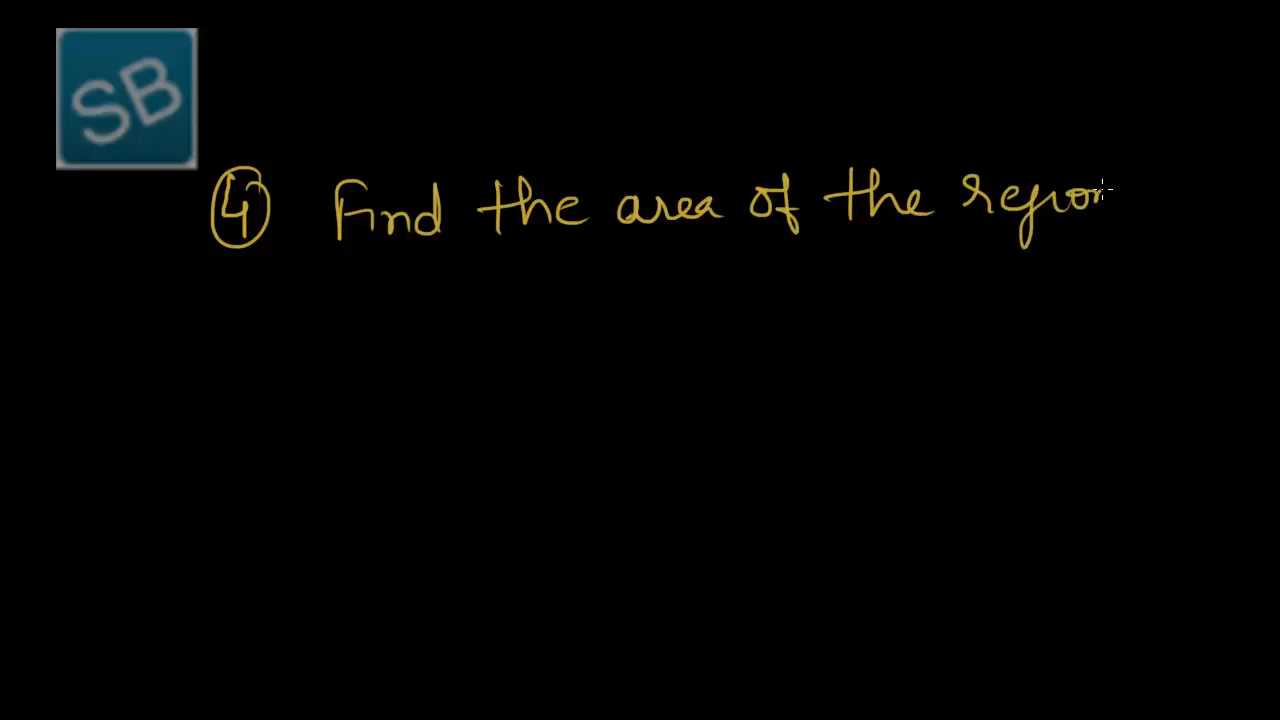 SB
④ Find the area of the region